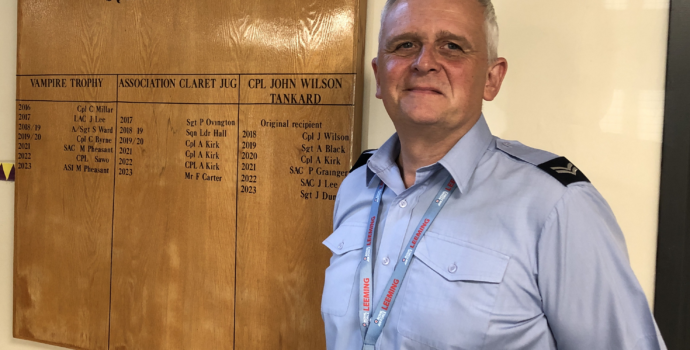 VAMPIRE TROPHY
2016 Cpl C Millar
2017 LAC J Lee
2018/19 A/Sgt S Ward
2019/20 Cpl C Byrne
2021 SAC M Pheasant
2022 CPL Sawo
2023 AS1 M Pheasant
ASSOCIATION CLARET JUG
2017 Sgt P Ovington
2018 19 Sqn Ldr Hall
2019/20 Cpl A Kirk
2021 Cpl A Kirk
2022 CPL A Kirk
2023 Mr F Carter
CPL JOHN WILSON
TANKARD
Original recipient
2018 Cpl J Wilson
2019 Sgt A Black
2020 Cpl A Kirk
2021 SAC P Grainger
2022 SAC J Lee
2023 Sgt J
LEEMING
LEEMING
LEEMING